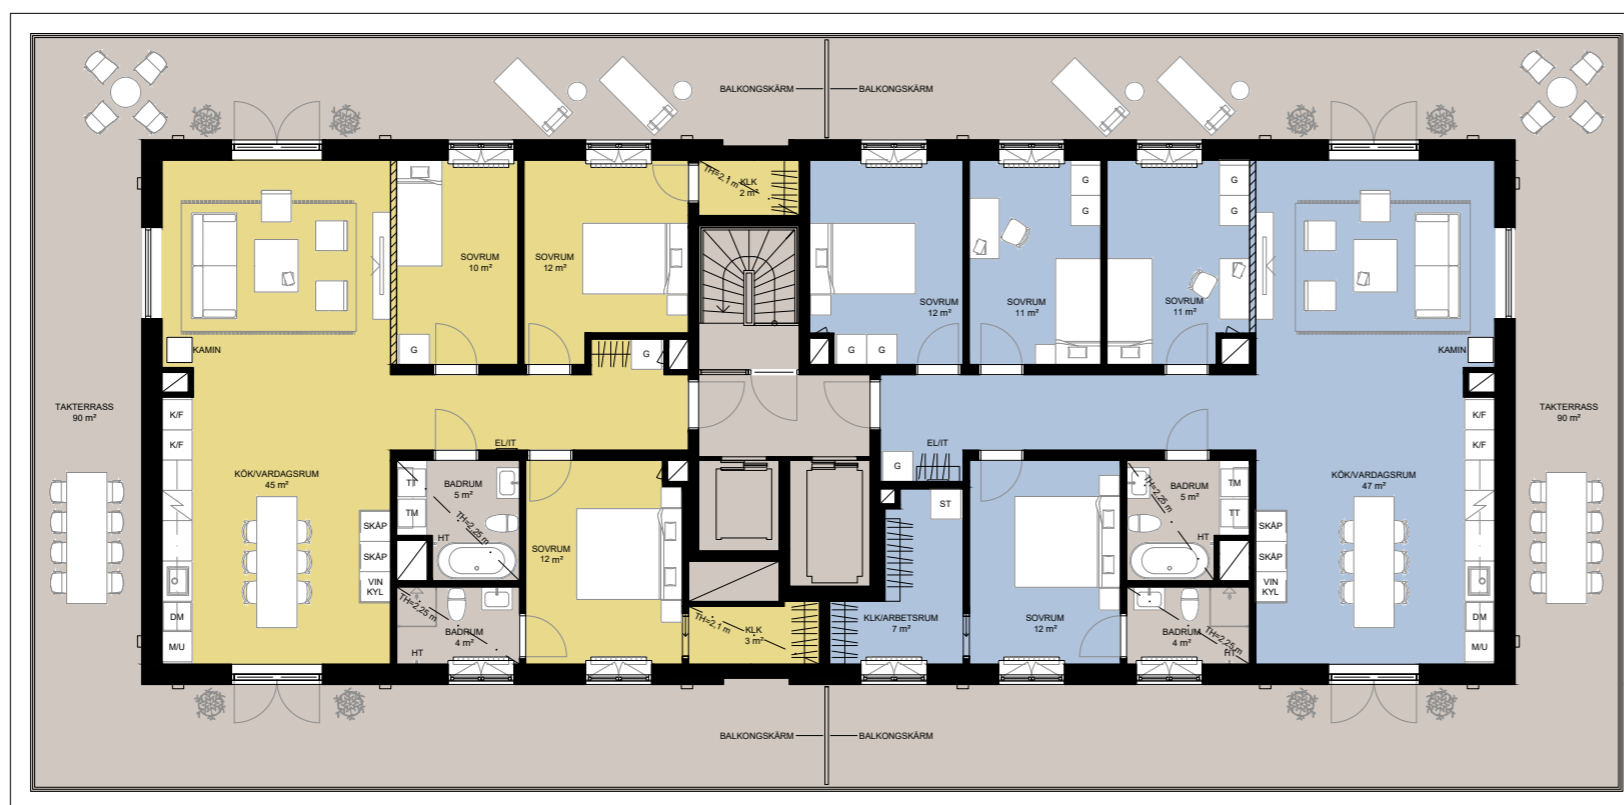 BALKONGSKÄRM
BALKONGSKÄRM
TH=2,1 m
KLK
2 m²
SOVRUM
10 m²
SOVRUM
12 m²
G
G
SOVRUM
12 m²
G
G
G
G
SOVRUM
11 m²
G
G
SOVRUM
11 m²
KAMIN
KAMIN
TAKTERRASS
90 m²
K/F
K/F
KÖK/VARDAGSRUM
45 m²
EL/IT
TT
TM
BADRUM
5 m²
TH=2,25 m
HT
SKÅP
SKÅP
VIN
KYL
DM
M/U
TH=2,25 m
BADRUM
4 m²
HT
SOVRUM
12 m²
TH=2,1 m
KLK
3 m²
EL/IT
G
ST
KLK/ARBETSRUM
7 m²
SOVRUM
12 m²
TH=2,25 m
BADRUM
5 m²
TM
TT
HT
BADRUM
4 m²
TH=2,25 m
HT
SKÅP
SKÅP
VIN
KYL
KÖK/VARDAGSRUM
47 m²
K/F
K/F
DM
M/U
TAKTERRASS
90 m²
BALKONGSKÄRM
BALKONGSKÄRM